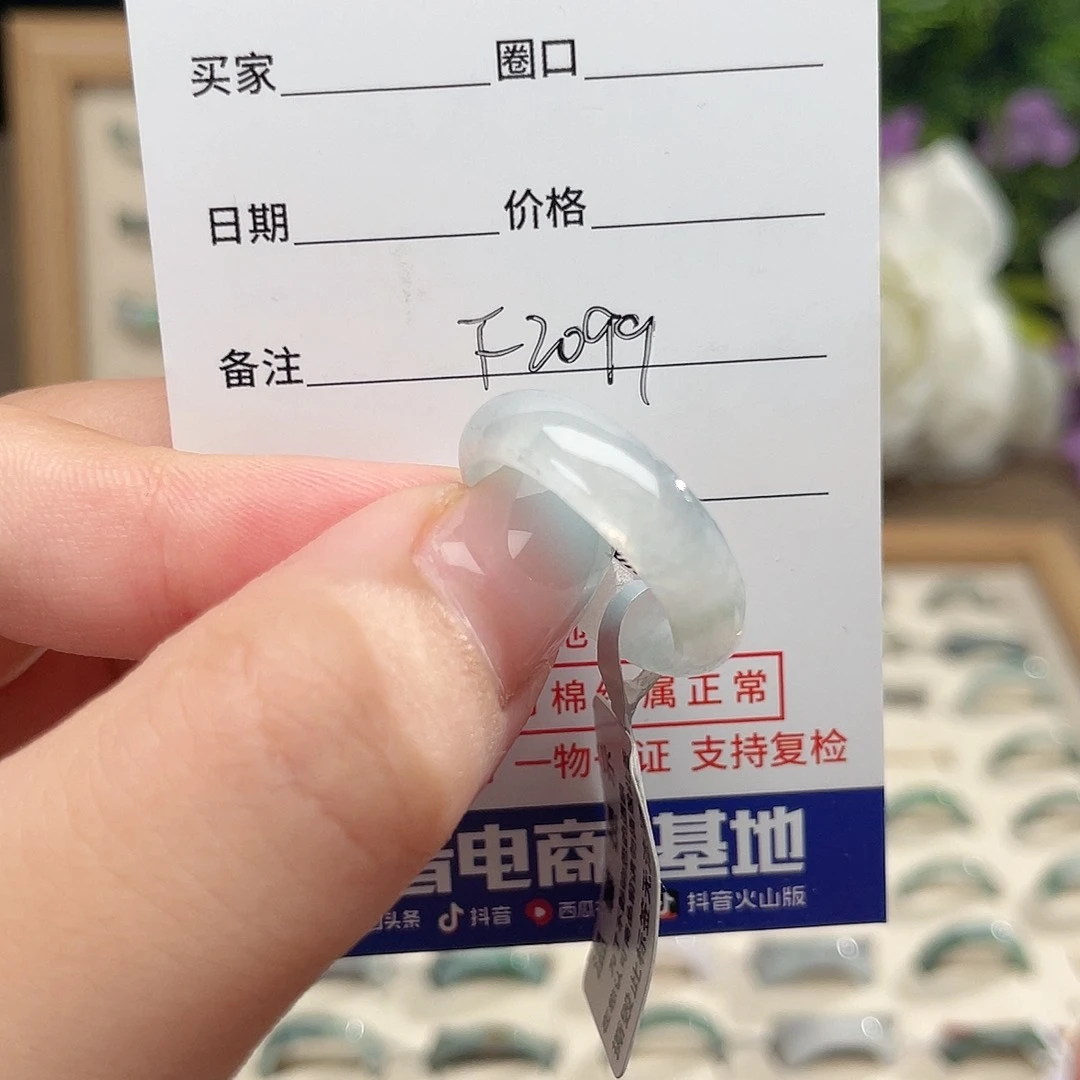 买家 圈口
日期 价格
备注 F2099
棉 属正常
一物 证 支持复检
音电商 基地
头条 抖音 西瓜 抖音火山版